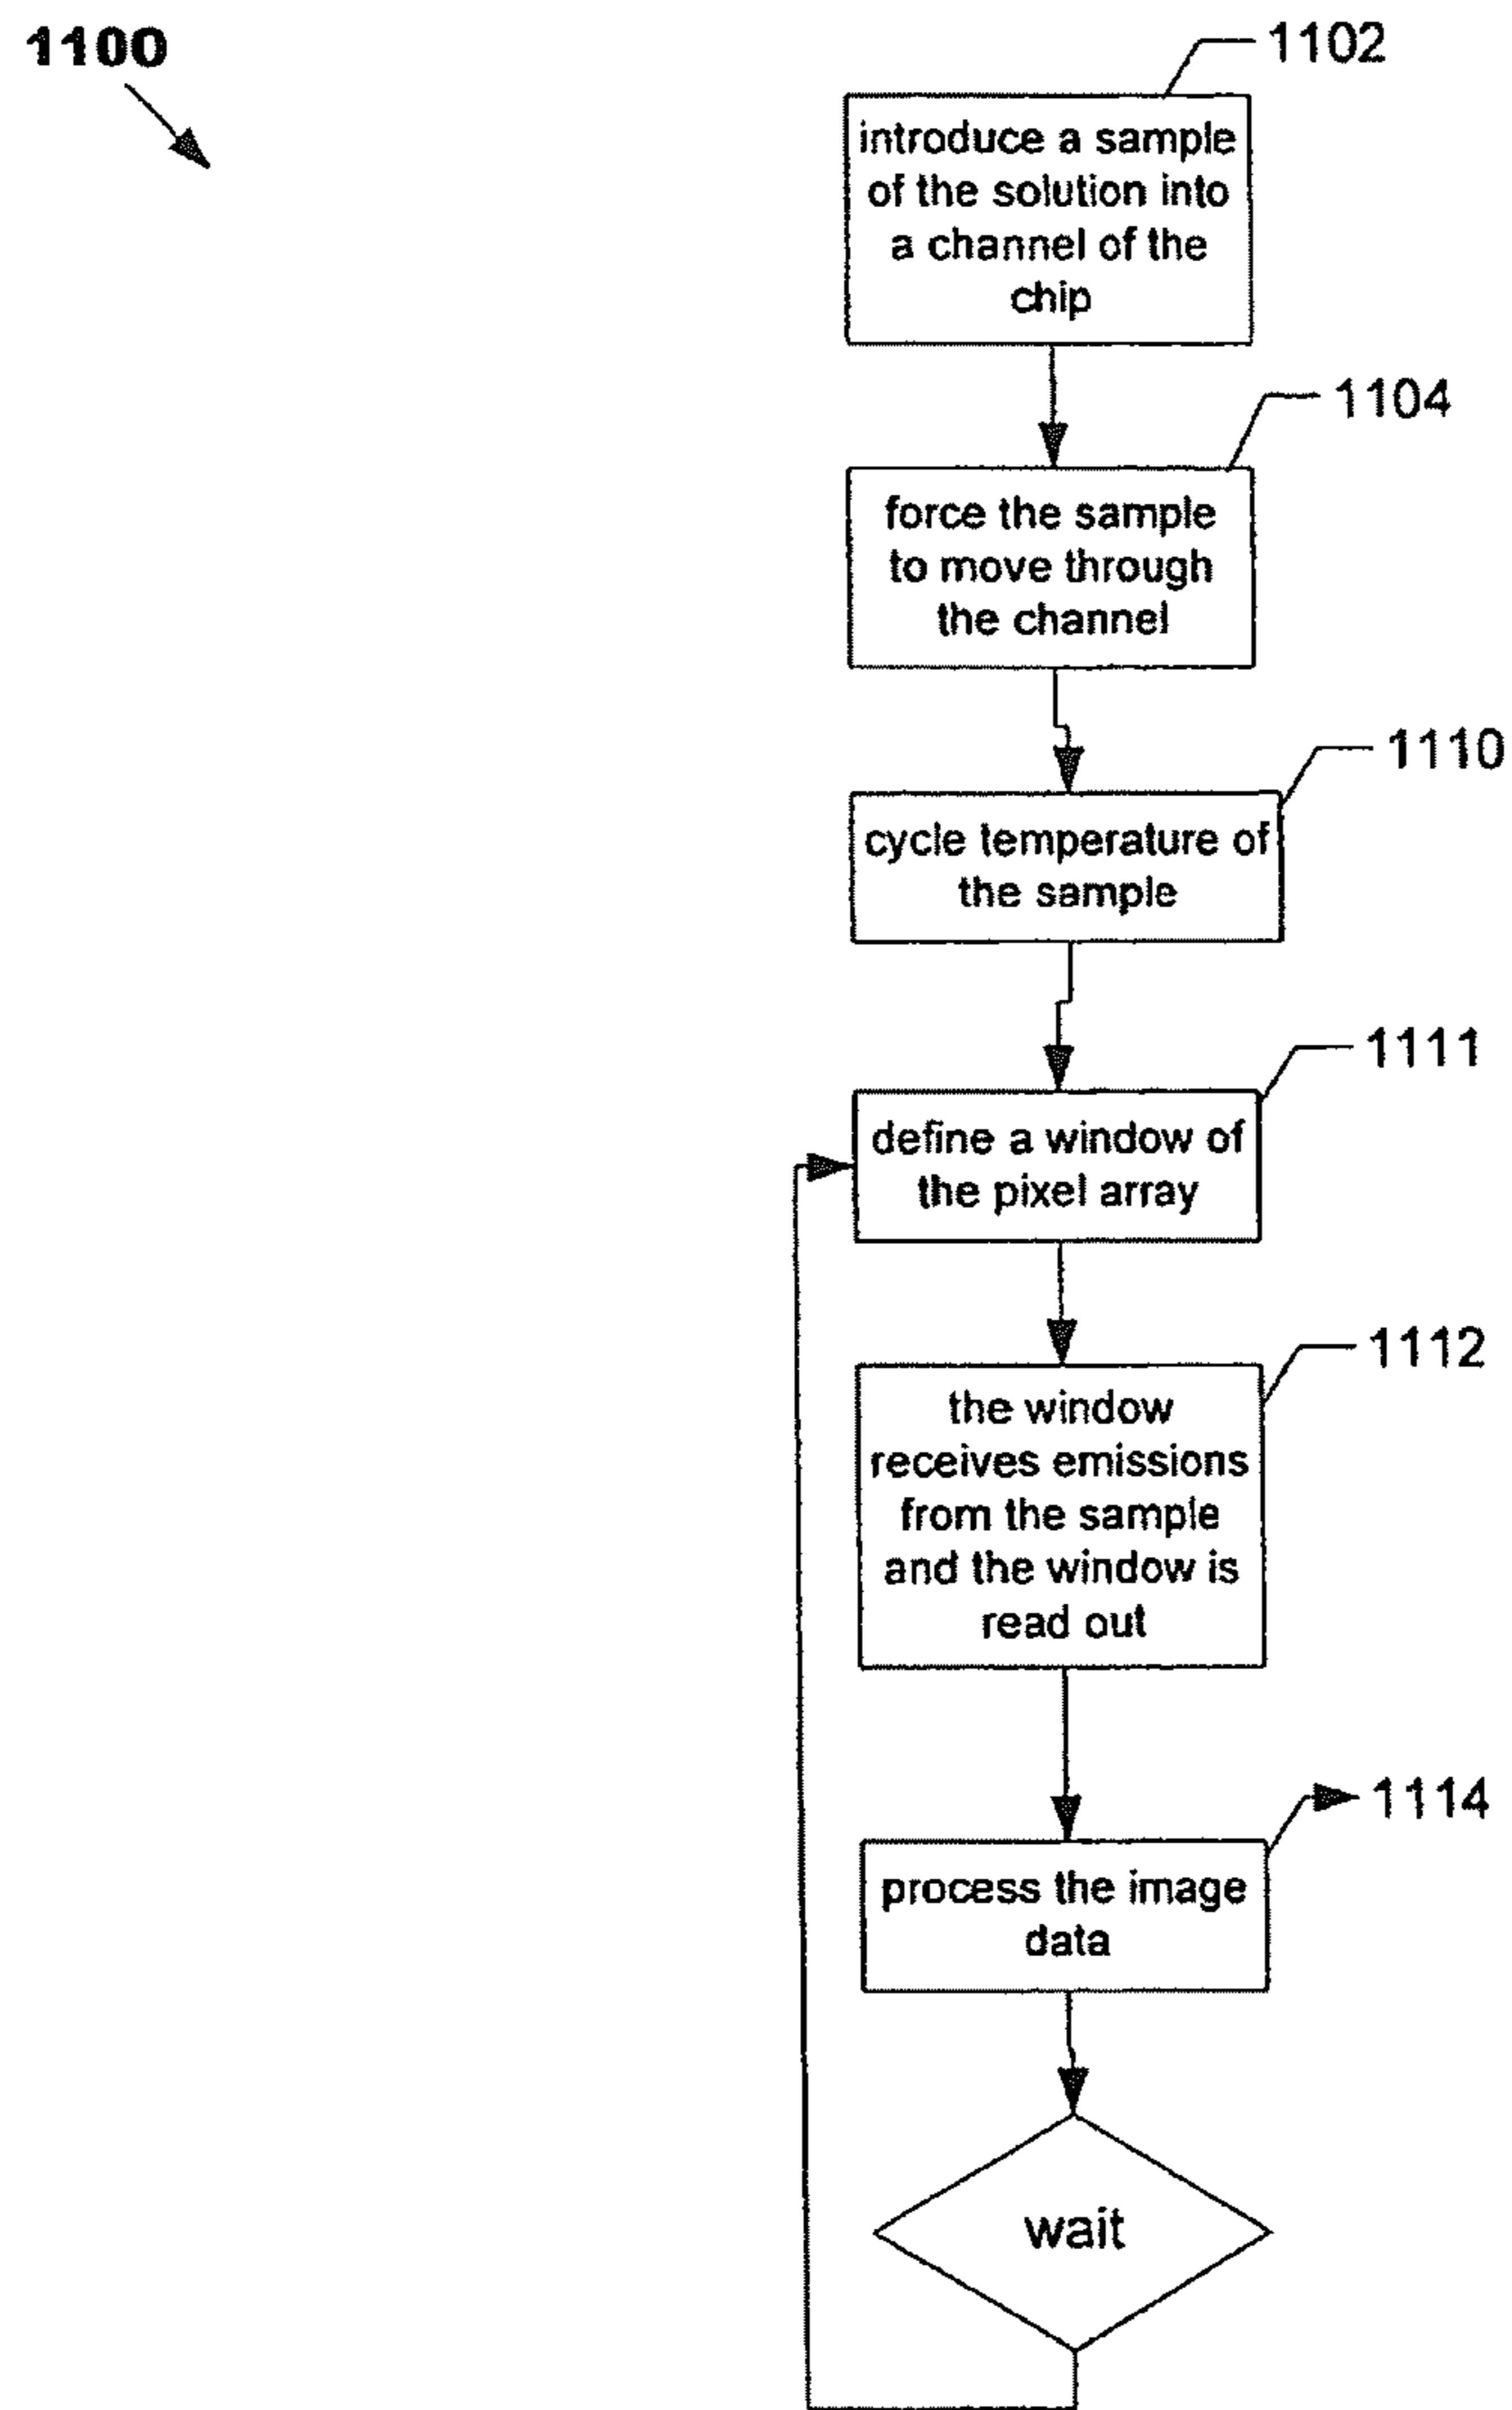 1100
1102
introduce a sample
of the solution into
a channel of the
chip
1104
force the sample
to move through
the channel
1110
cycle temperature of
the sample
1111
define a window of
the pixel array
1112
the window
receives emissions
from the sample
and the window is
read out
1114
process the image
data
wait